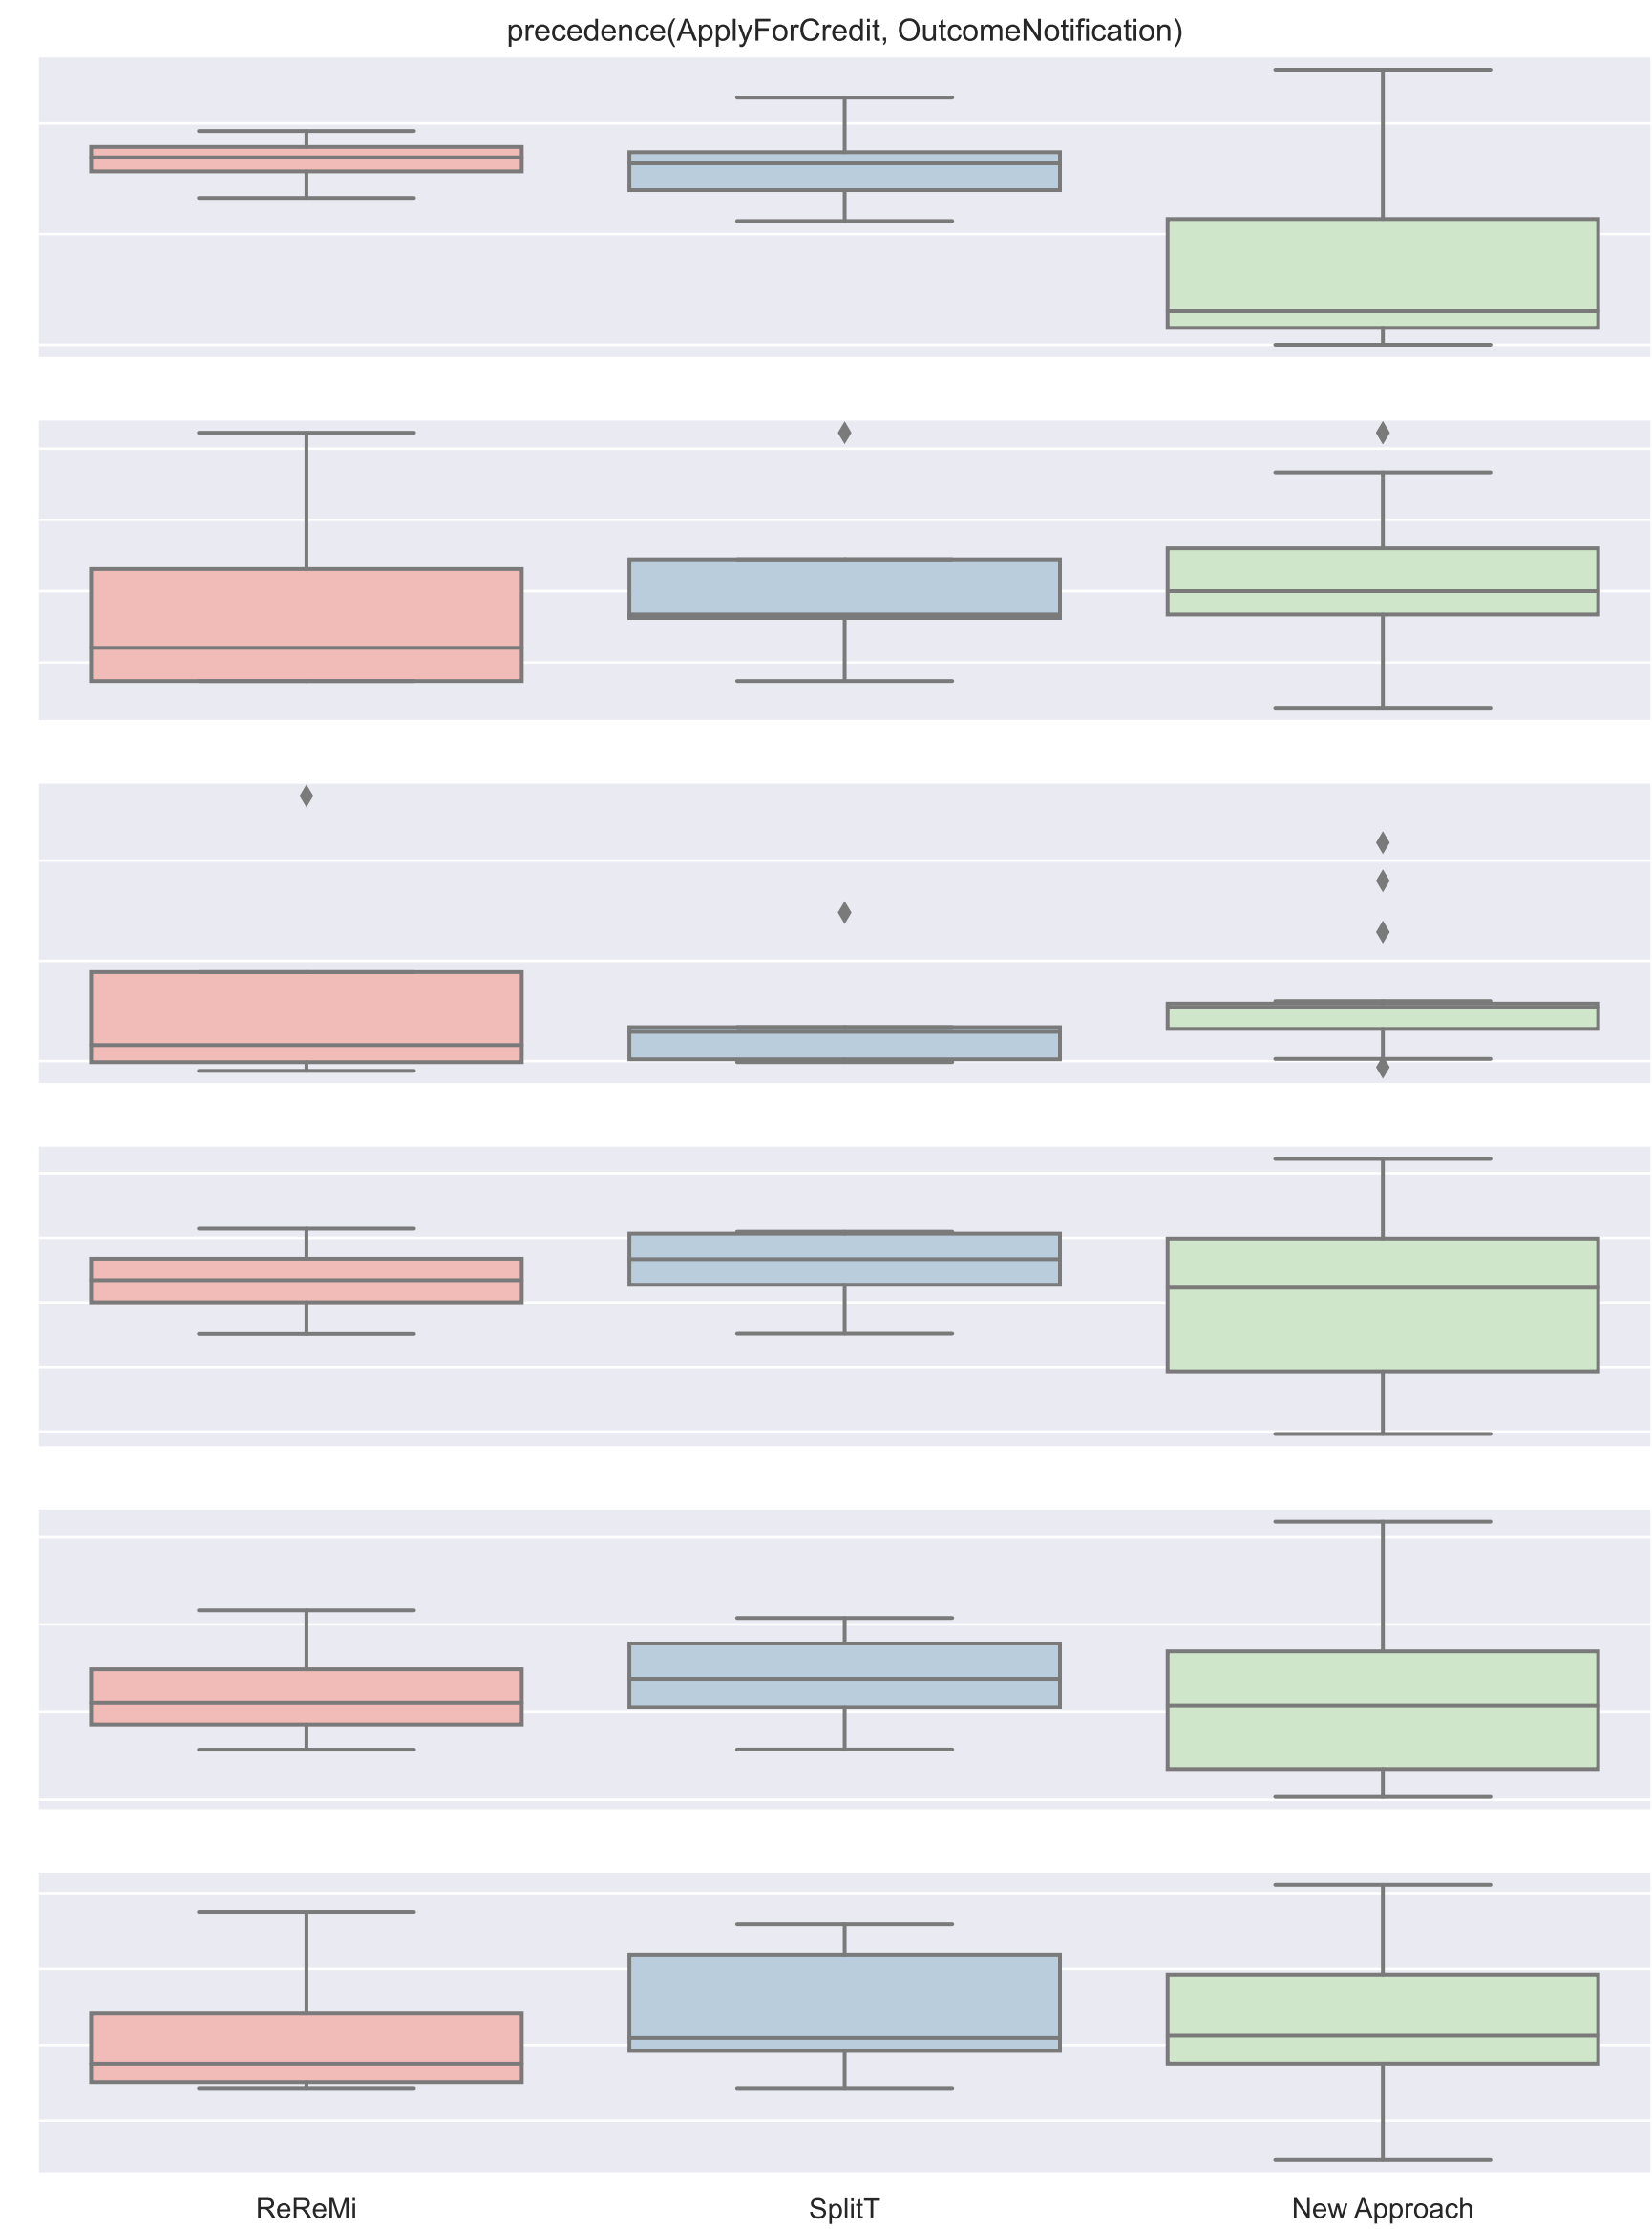 precedence(ApplyForCredit, OutcomeNotification)
ReReMi SplitT New Approach